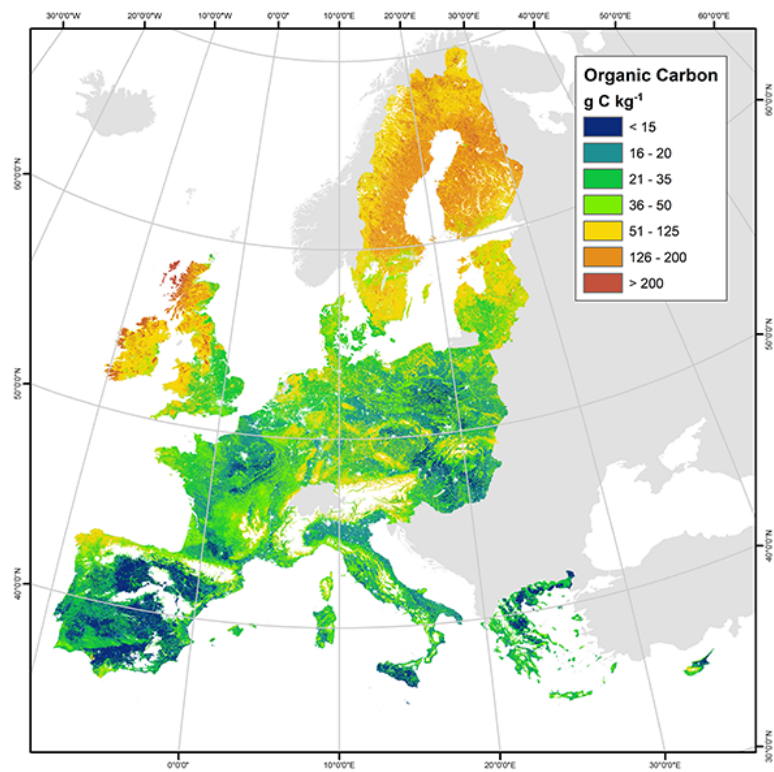 30°0'0"W 20°0'0"W 10°0'0"W 0°0'0" 10°0'0"E 20°0'0"E 30°0'0"E 40°0'0"E 50°0'0"E 60°0'0"E
Organic Carbon
g C kg⁻¹
< 15
16 - 20
21 - 35
36 - 50
51 - 125
126 - 200
> 200
60°0'0"N
50°0'0"N
40°0'0"N
60°0'0"N
50°0'0"N
40°0'0"N
30°0'0"N
0°0'0" 10°0'0"E 20°0'0"E 30°0'0"E